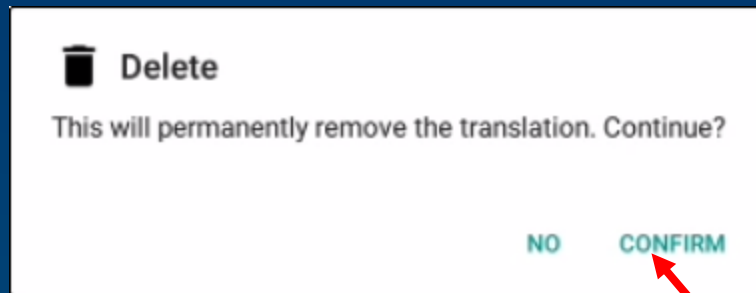 Delete
This will permanently remove the translation. Continue?
NO CONFIRM